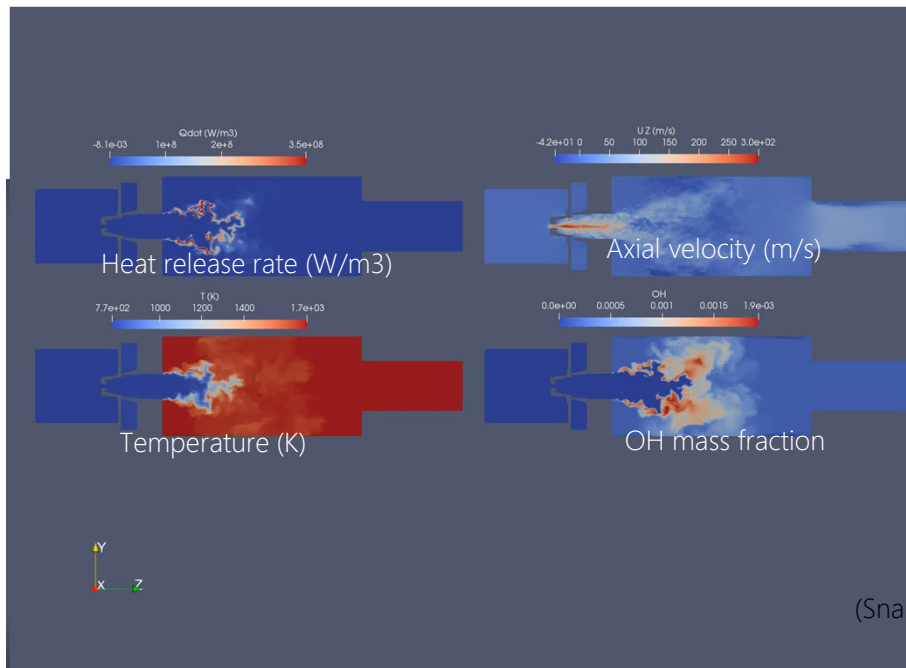 Qdot (W/m3)
-8.1e-03 1e+8 2e+8 3.5e+08
U Z (m/s)
-4.2e+01 0 50 100 150 200 250 3.0e+02
Heat release rate (W/m3)
Axial velocity (m/s)
T (K)
7.7e+02 1000 1200 1400 1.7e+03
OH
0.0e+00 0.0005 0.001 0.0015 1.9e-03
Temperature (K)
OH mass fraction
Y
X Z
(Sna